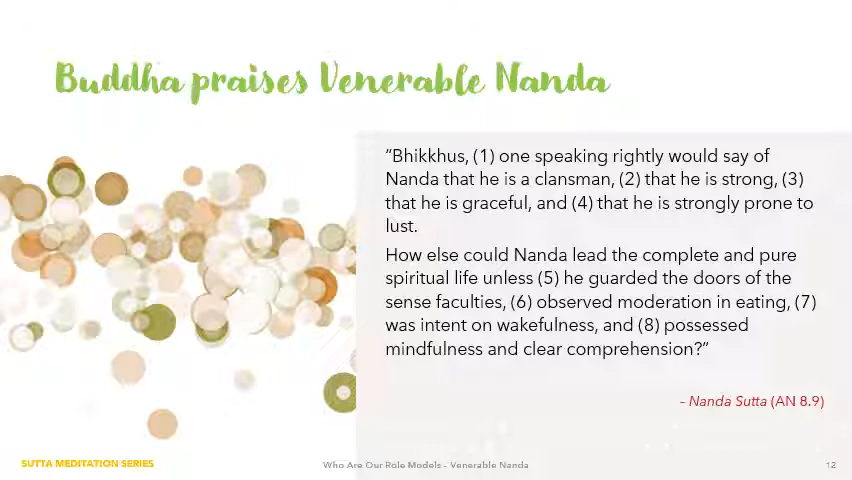 Buddha praises Venerable Nanda
“Bhikkhus, (1) one speaking rightly would say of
Nanda that he is a clansman, (2) that he is strong, (3)
that he is graceful, and (4) that he is strongly prone to
lust.
How else could Nanda lead the complete and pure
spiritual life unless (5) he guarded the doors of the
sense faculties, (6) observed moderation in eating, (7)
was intent on wakefulness, and (8) possessed
mindfulness and clear comprehension?”
– Nanda Sutta (AN 8.9)
SUTTA MEDITATION SERIES
Who Are Our Role Models - Venerable Nanda
12